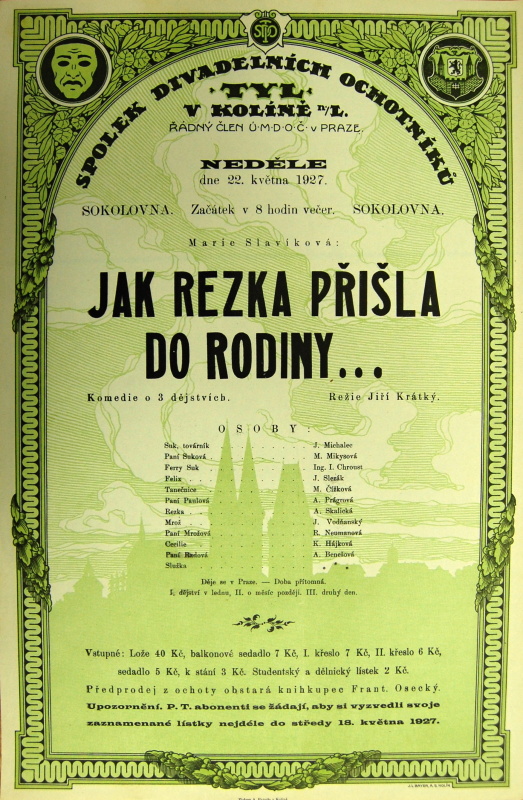 SPOLEK DIVADELNÍCH OCHOTNÍKŮ
"TYL"
V KOLÍNĚ n/L.
ŘÁDNÝ ČLEN Ú·M·D·O·Č· v PRAZE.
NEDĚLE
dne 22. května 1927.
SOKOLOVNA. Začátek v 8 hodin večer. SOKOLOVNA.
Marie Slavíková:
JAK REZKA PŘIŠLA
DO RODINY...
Komedie o 3 dějstvích. Režie Jiří Krátký.
OSOBY:
Suk, továrník . . . . J. Michalec
Paní Suková . . . . M. Mikysová
Ferry Suk . . . . Ing. I. Chroust
Felix . . . . J. Slezák
Tanečnice . . . . M. Čížková
Paní Paulová . . . . A. Prágrová
Rezka . . . . A. Skalická
Mrož . . . . J. Vodňanský
Paní Mrožová . . . . R. Neumanová
Cecilie . . . . K. Hájková
Paní Radová . . . . A. Benešová
Služka . . . . * * *
Děje se v Praze. — Doba přítomná.
I. dějství v lednu, II. o měsíc později, III. druhý den.
Vstupné: Lože 40 Kč, balkonové sedadlo 7 Kč, I. křeslo 7 Kč, II. křeslo 6 Kč,
sedadlo 5 Kč, k stání 3 Kč. Studentský a dělnický lístek 2 Kč.
Předprodej z ochoty obstará knihkupec Frant. Osecký.
Upozornění. P. T. abonenti se žádají, aby si vyzvedli svoje
zaznamenané lístky nejdéle do středy 18. května 1927.